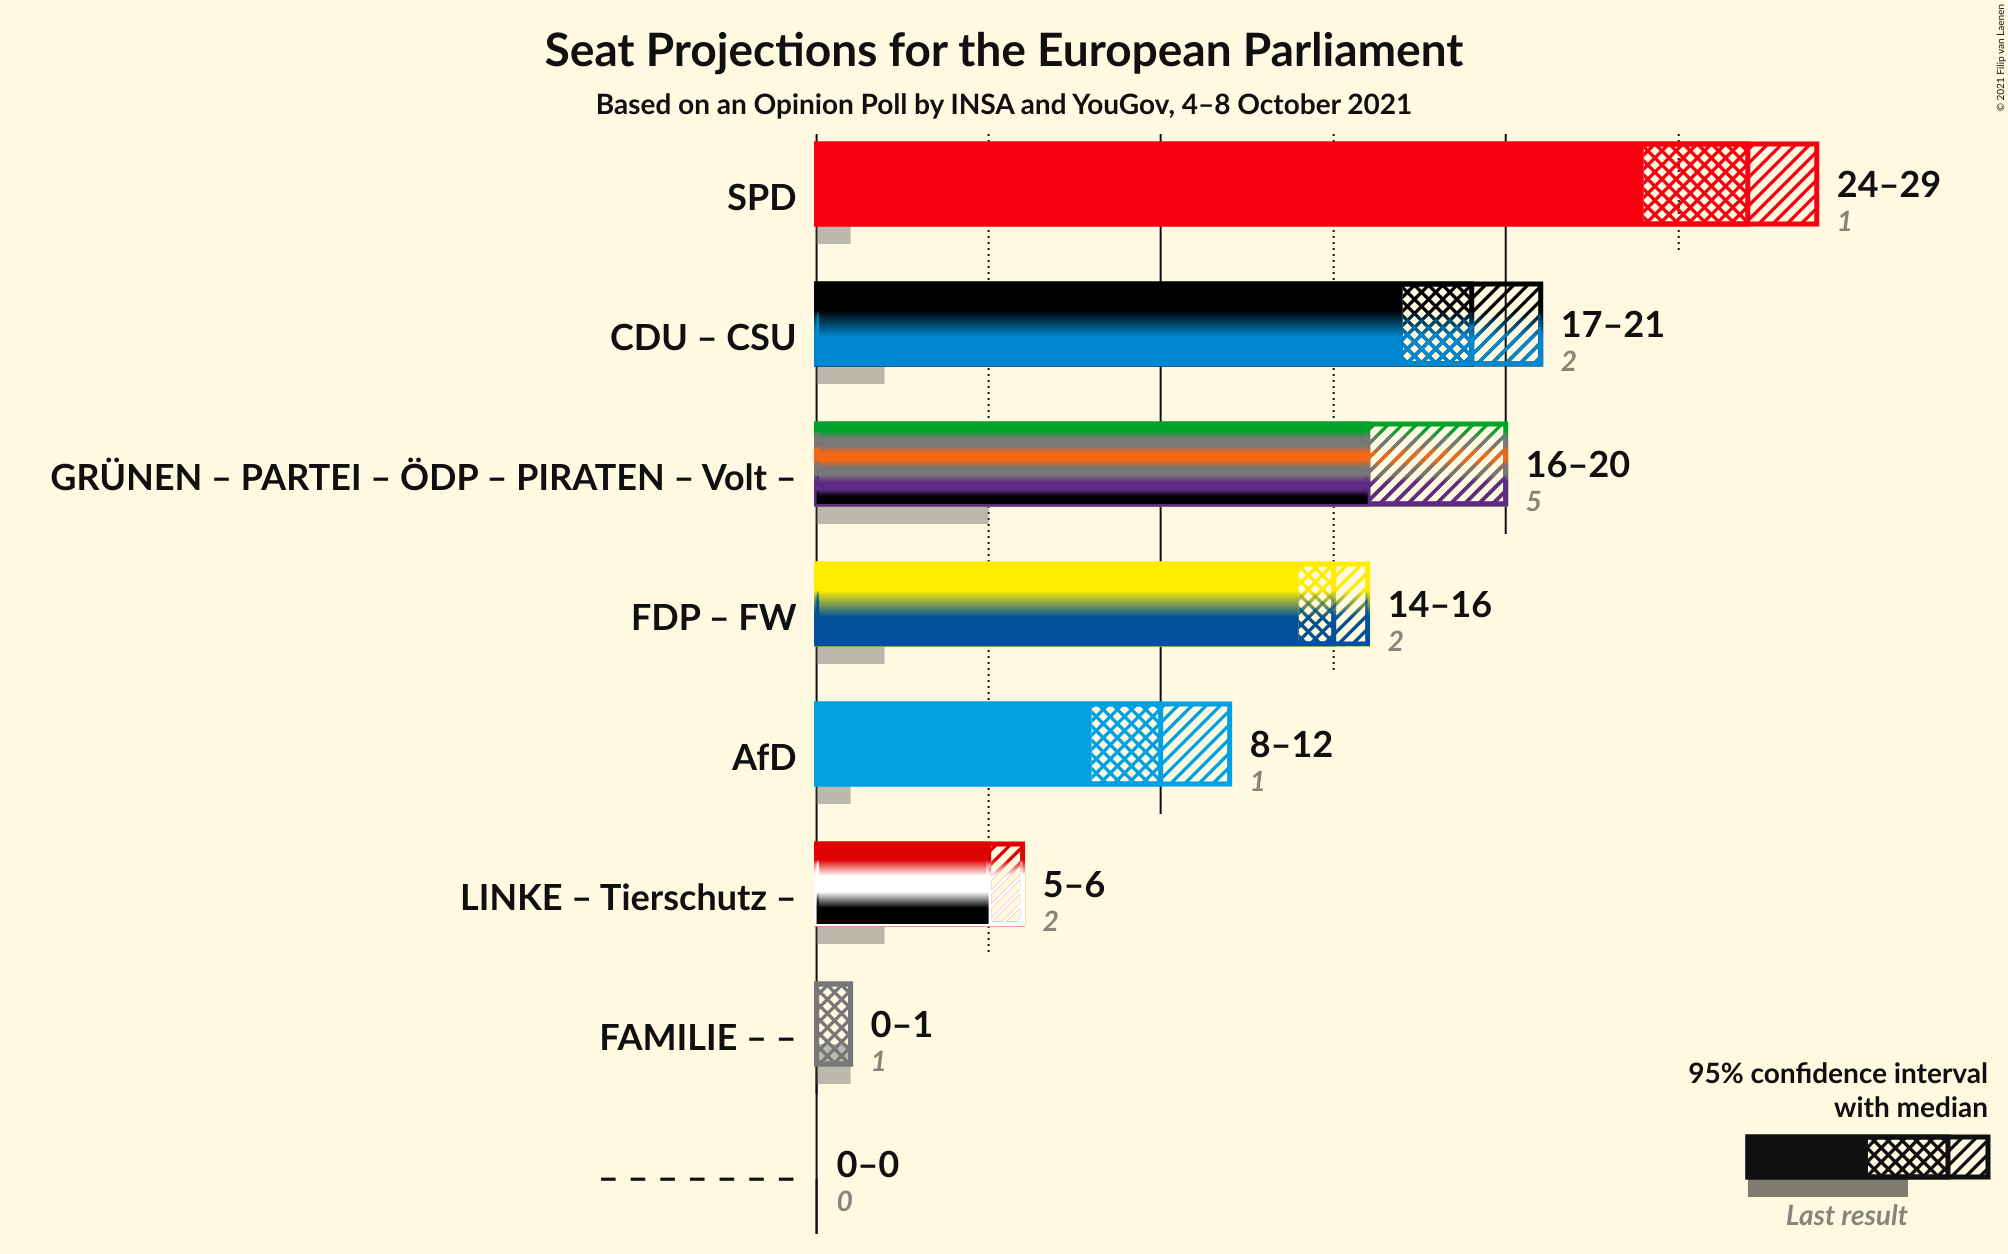 Seat Projections for the European Parliament
Based on an Opinion Poll by INSA and YouGov, 4–8 October 2021
© 2021 Filip van Laenen
SPD
24–29
1
CDU – CSU
17–21
2
GRÜNEN – PARTEI – ÖDP – PIRATEN – Volt –
16–20
5
FDP – FW
14–16
2
AfD
8–12
1
LINKE – Tierschutz –
5–6
2
FAMILIE – –
0–1
1
– – – – – – –
0–0
0
95% confidence interval
with median
Last result